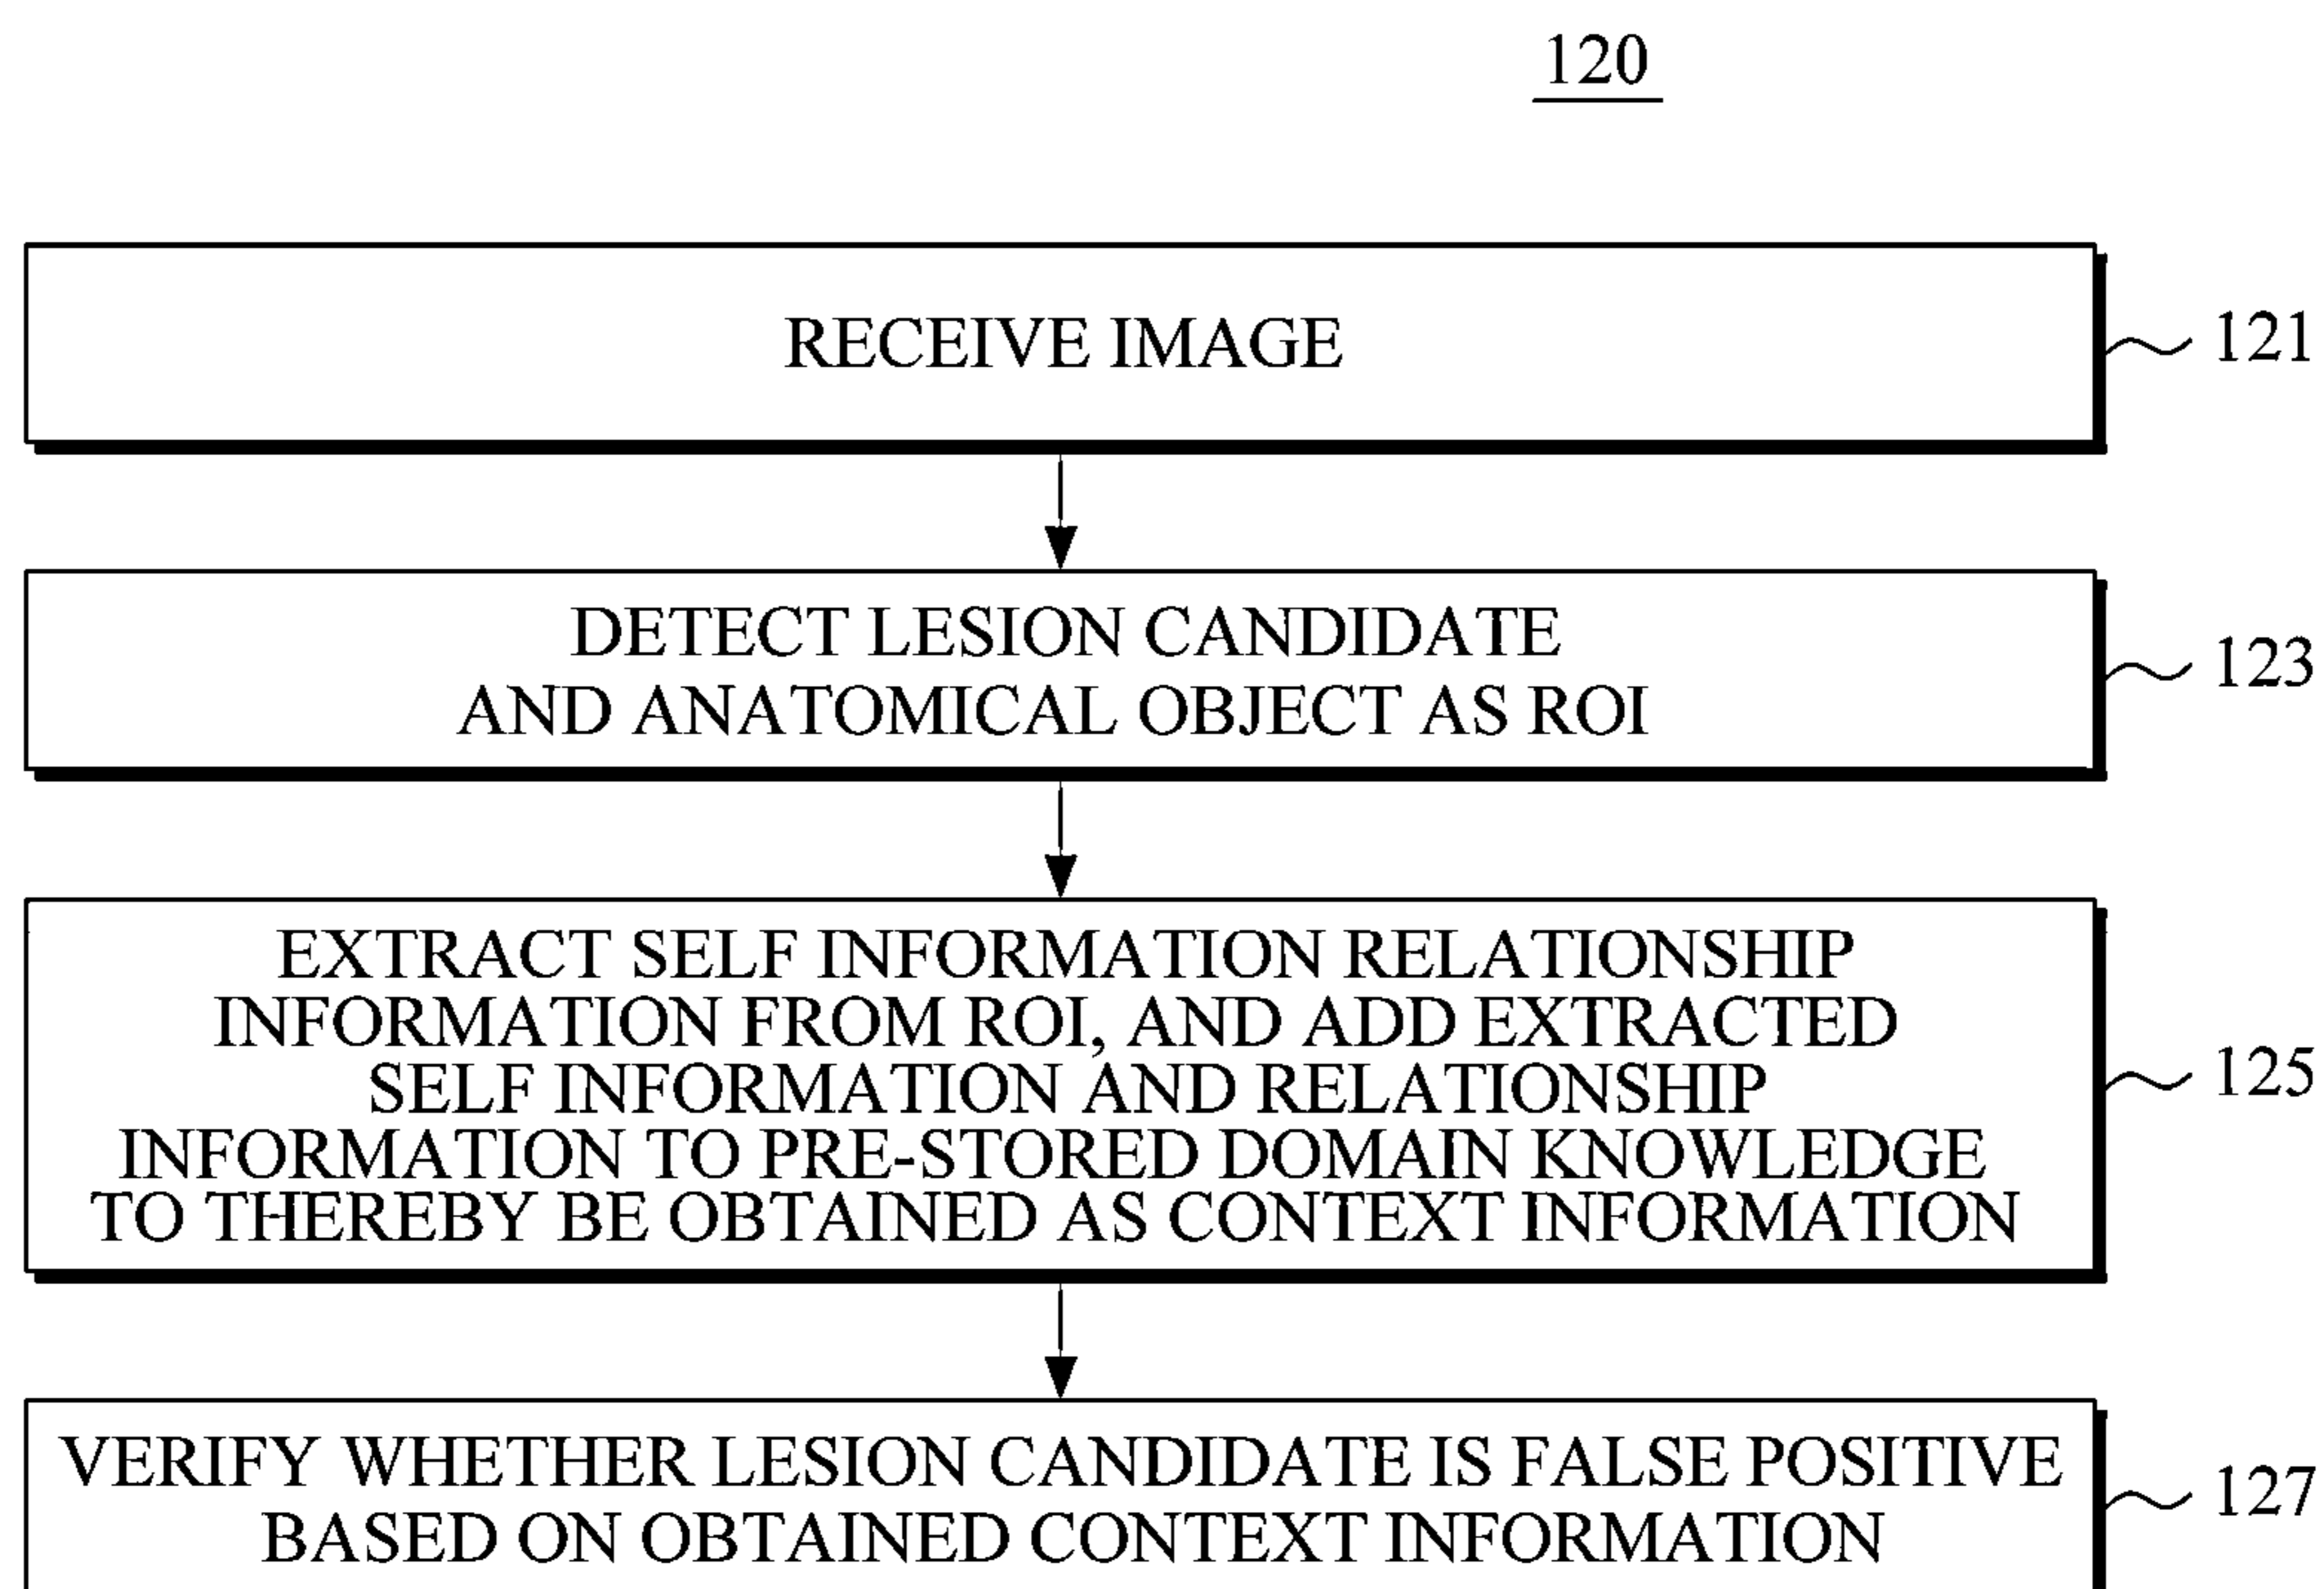 120
RECEIVE IMAGE
121
DETECT LESION CANDIDATE
AND ANATOMICAL OBJECT AS ROI
123
EXTRACT SELF INFORMATION RELATIONSHIP
INFORMATION FROM ROI, AND ADD EXTRACTED
SELF INFORMATION AND RELATIONSHIP
INFORMATION TO PRE-STORED DOMAIN KNOWLEDGE
TO THEREBY BE OBTAINED AS CONTEXT INFORMATION
125
VERIFY WHETHER LESION CANDIDATE IS FALSE POSITIVE
BASED ON OBTAINED CONTEXT INFORMATION
127